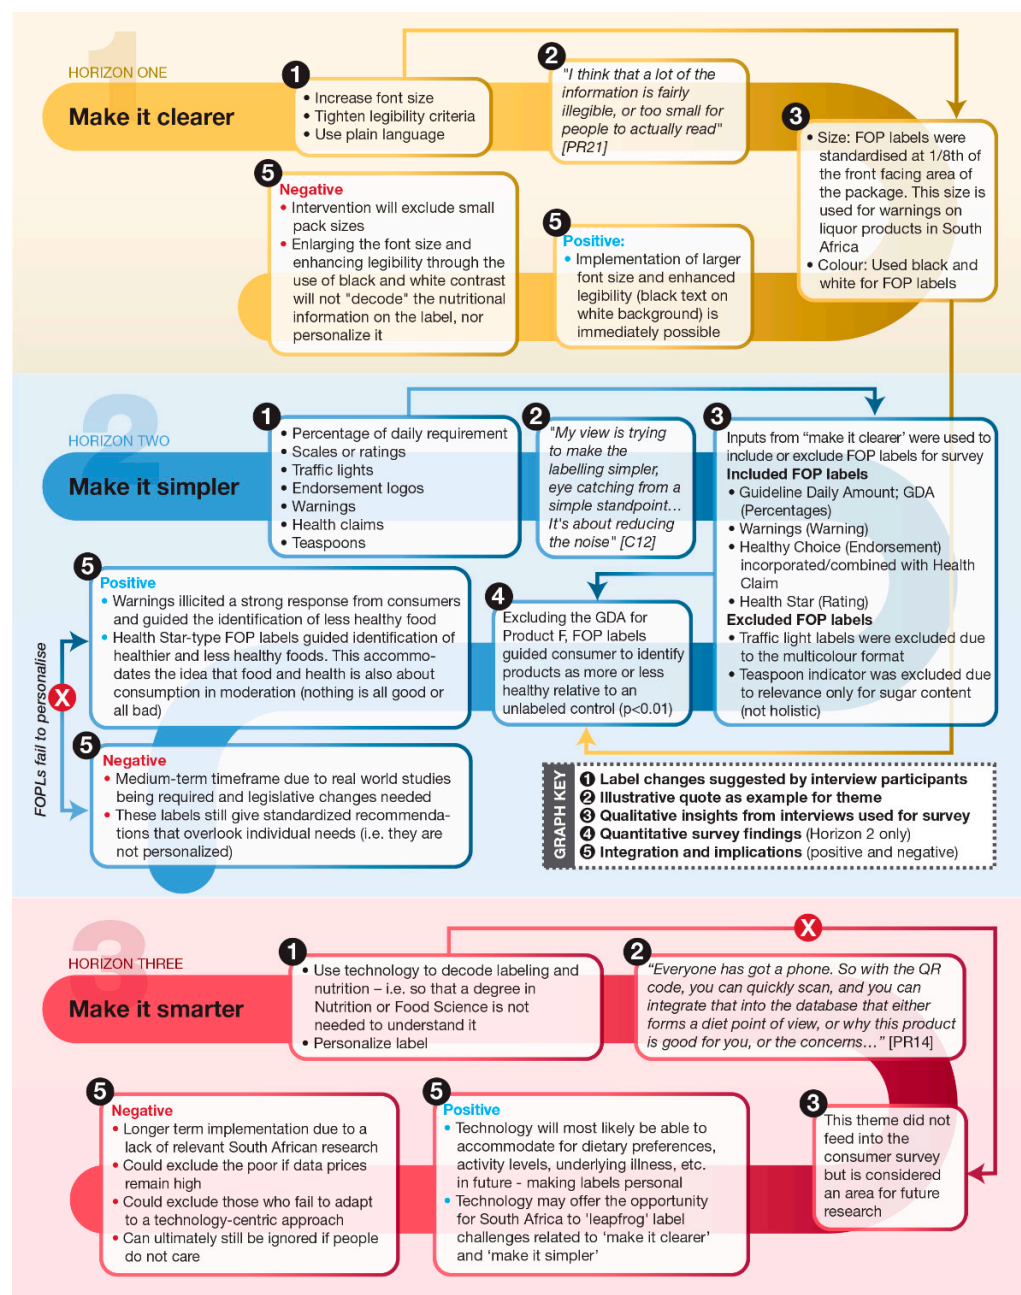 1
HORIZON ONE
Make it clearer
1
• Increase font size
• Tighten legibility criteria
• Use plain language
2
"I think that a lot of the
information is fairly
illegible, or too small for
people to actually read"
[PR21]
3
• Size: FOP labels were
standardised at 1/8th of
the front facing area of
the package. This size is
used for warnings on
liquor products in South
Africa
• Colour: Used black and
white for FOP labels
5
Negative
• Intervention will exclude small
pack sizes
• Enlarging the font size and
enhancing legibility through the
use of black and white contrast
will not "decode" the nutritional
information on the label, nor
personalize it
5
Positive:
• Implementation of larger
font size and enhanced
legibility (black text on
white background) is
immediately possible
2
HORIZON TWO
Make it simpler
1
• Percentage of daily requirement
• Scales or ratings
• Traffic lights
• Endorsement logos
• Warnings
• Health claims
• Teaspoons
2
"My view is trying
to make the
labelling simpler,
eye catching from a
simple standpoint...
It's about reducing
the noise" [C12]
3
Inputs from “make it clearer’ were used to
include or exclude FOP labels for survey
Included FOP labels
• Guideline Daily Amount; GDA
(Percentages)
• Warnings (Warning)
• Healthy Choice (Endorsement)
incorporated/combined with Health
Claim
• Health Star (Rating)
Excluded FOP labels
• Traffic light labels were excluded due
to the multicolour format
• Teaspoon indicator was excluded due
to relevance only for sugar content
(not holistic)
4
Excluding the GDA for
Product F, FOP labels
guided consumer to identify
products as more or less
healthy relative to an
unlabeled control (p<0.01)
5
Positive
• Warnings illicited a strong response from consumers
and guided the identification of less healthy food
• Health Star-type FOP labels guided identification of
healthier and less healthy foods. This accommo-
dates the idea that food and health is also about
consumption in moderation (nothing is all good or
all bad)
FOPLs fail to personalise
X
5
Negative
• Medium-term timeframe due to real world studies
being required and legislative changes needed
• These labels still give standardized recommenda-
tions that overlook individual needs (i.e. they are
not personalized)
GRAPH KEY
1 Label changes suggested by interview participants
2 Illustrative quote as example for theme
3 Qualitative insights from interviews used for survey
4 Quantitative survey findings (Horizon 2 only)
5 Integration and implications (positive and negative)
3
HORIZON THREE
Make it smarter
X
1
• Use technology to decode labeling and
nutrition – i.e. so that a degree in
Nutrition or Food Science is not
needed to understand it
• Personalize label
2
“Everyone has got a phone. So with the QR
code, you can quickly scan, and you can
integrate that into the database that either
forms a diet point of view, or why this product
is good for you, or the concerns...” [PR14]
3
This theme did not
feed into the
consumer survey
but is considered
an area for future
research
5
Negative
• Longer term implementation due to a
lack of relevant South African research
• Could exclude the poor if data prices
remain high
• Could exclude those who fail to adapt
to a technology-centric approach
• Can ultimately still be ignored if people
do not care
5
Positive
• Technology will most likely be able to
accommodate for dietary preferences,
activity levels, underlying illness, etc.
in future - making labels personal
• Technology may offer the opportunity
for South Africa to 'leapfrog' label
challenges related to ‘make it clearer’
and ‘make it simpler’